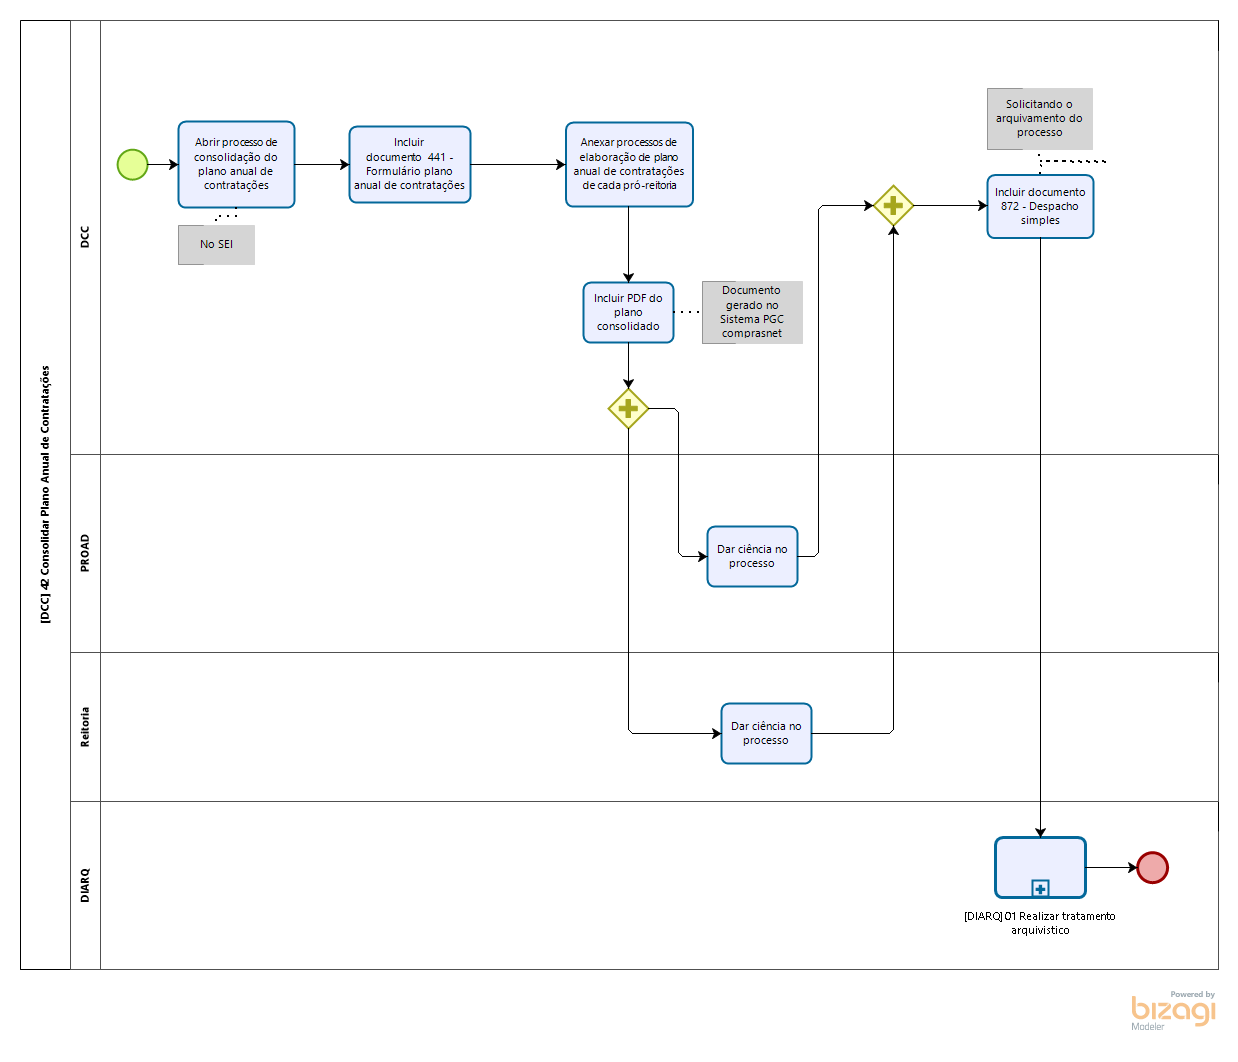 [DCC] 42 Consolidar Plano Anual de Contratações
DCC
Abrir processo de
consolidação do
plano anual de
contratações
No SEI
Incluir
documento 441 -
Formulário plano
anual de contratações
Anexar processos de
elaboração de plano
anual de contratações
de cada pró-reitoria
Incluir PDF do
plano
consolidado
Documento
gerado no
Sistema PGC
comprasnet
Solicitando o
arquivamento do
processo
Incluir documento
872 - Despacho
simples
PROAD
Dar ciência no
processo
Reitoria
Dar ciência no
processo
DIARQ
[DIARQ]01 Realizar tratamento
arquivistico
Powered by
bizagi
Modeler